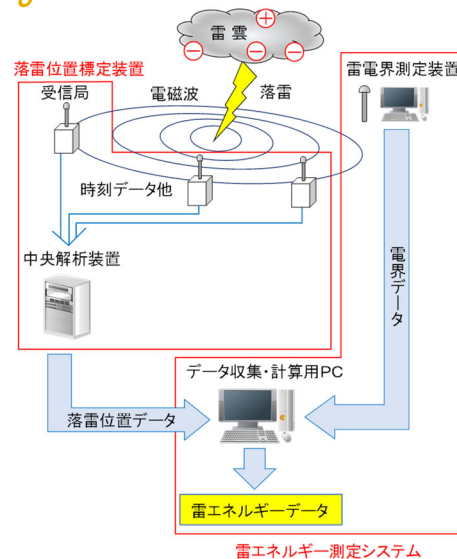 雷雲
落雷位置標定装置
雷電界測定装置
受信局
電磁波
落雷
時刻データ他
中央解析装置
電界データ
データ収集・計算用PC
落雷位置データ
雷エネルギーデータ
雷エネルギー測定システム